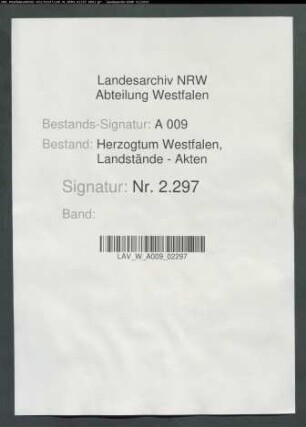 Landesarchiv NRW
Abteilung Westfalen
Bestands-Signatur: A 009
Bestand: Herzogtum Westfalen,
Landstände - Akten
Signatur: Nr. 2.297
Band:
LAV_W_A009_02297